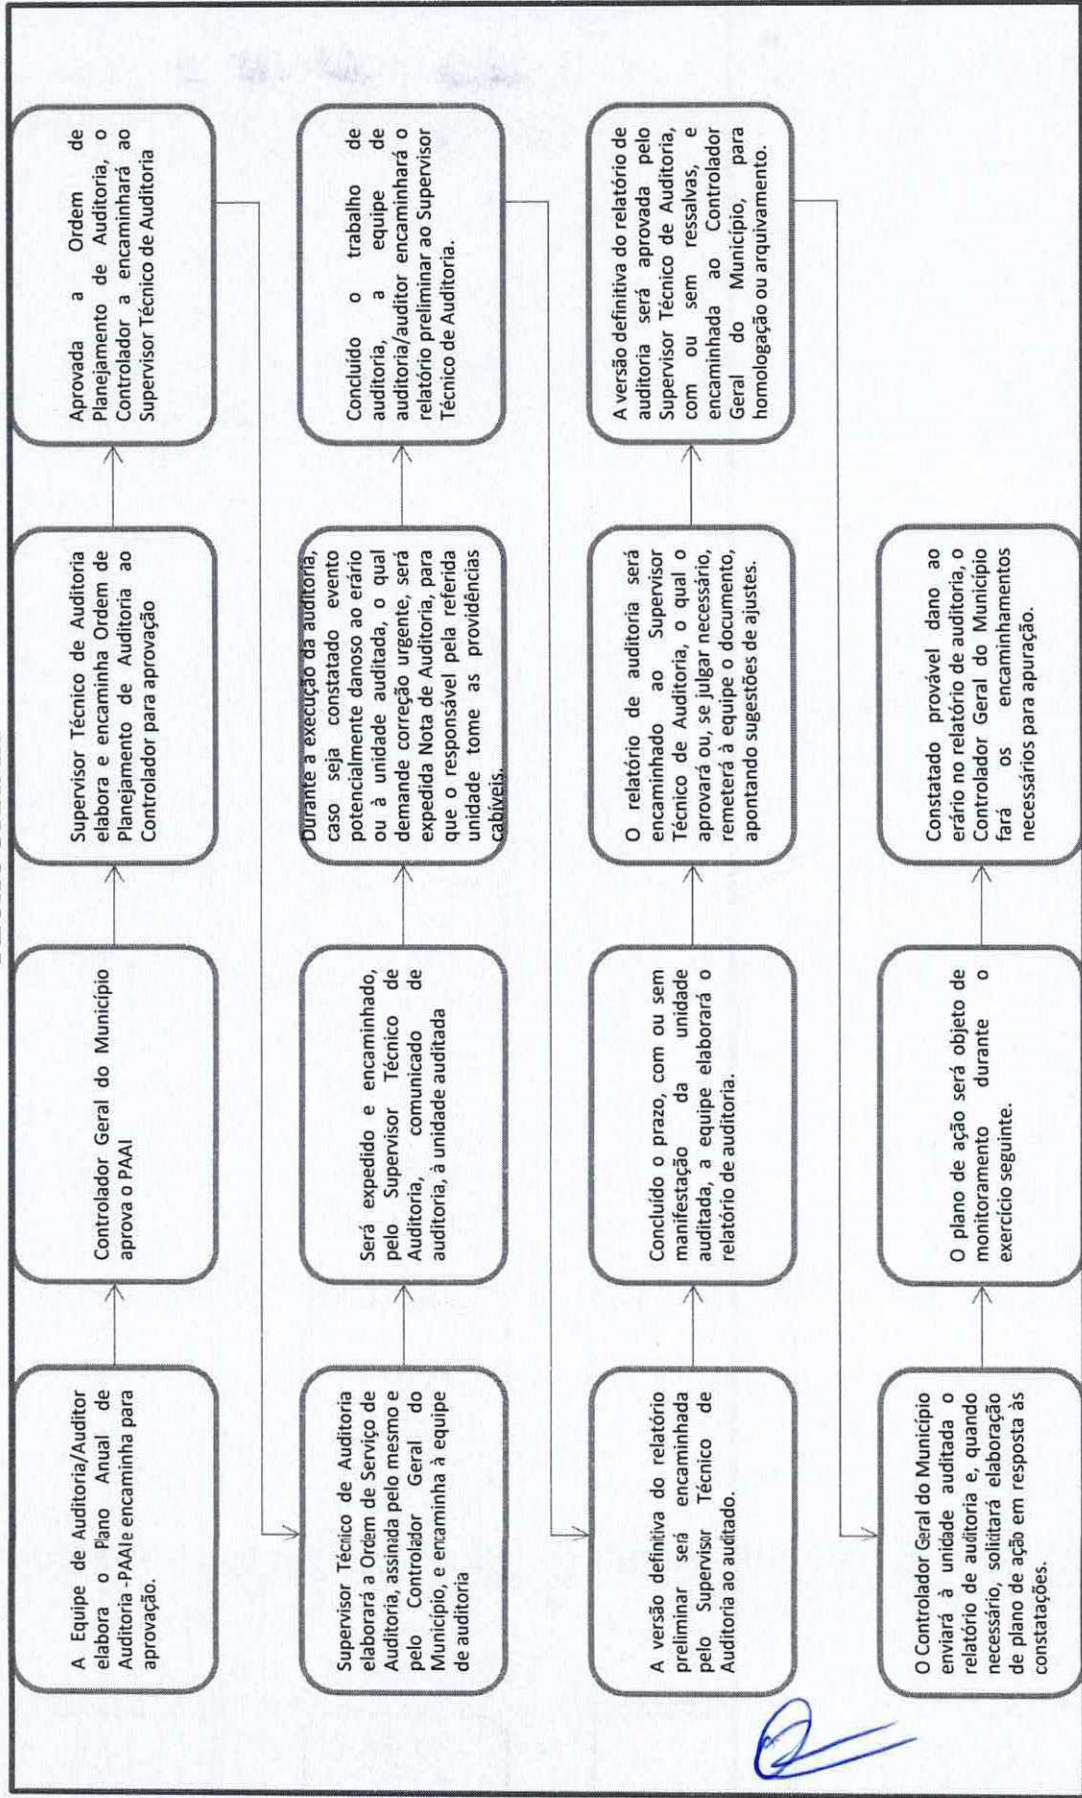 A Equipe de Auditoria/Auditor
elabora o Plano Anual de
Auditoria -PAAIe encaminha para
aprovação.
Controlador Geral do Município
aprova o PAAI
Supervisor Técnico de Auditoria
elabora e encaminha Ordem de
Planejamento de Auditoria ao
Controlador para aprovação
Aprovada a Ordem de
Planejamento de Auditoria, o
Controlador a encaminhará ao
Supervisor Técnico de Auditoria
Supervisor Técnico de Auditoria
elaborará a Ordem de Serviço de
Auditoria, assinada pelo mesmo e
pelo Controlador Geral do
Município, e encaminha à equipe
de auditoria
Será expedido e encaminhado,
pelo Supervisor Técnico de
Auditoria, comunicado de
auditoria, à unidade auditada
Durante a execução da auditoria,
caso seja constatado evento
potencialmente danoso ao erário
ou à unidade auditada, o qual
demande correção urgente, será
expedida Nota de Auditoria, para
que o responsável pela referida
unidade tome as providências
cabíveis.
Concluído o trabalho de
auditoria, a equipe de
auditoria/auditor encaminhará o
relatório preliminar ao Supervisor
Técnico de Auditoria.
A versão definitiva do relatório
preliminar será encaminhada
pelo Supervisor Técnico de
Auditoria ao auditado.
Concluído o prazo, com ou sem
manifestação da unidade
auditada, a equipe elaborará o
relatório de auditoria.
O relatório de auditoria será
encaminhado ao Supervisor
Técnico de Auditoria, o qual o
aprovará ou, se julgar necessário,
remeterá à equipe o documento,
apontando sugestões de ajustes.
A versão definitiva do relatório de
auditoria será aprovada pelo
Supervisor Técnico de Auditoria,
com ou sem ressalvas, e
encaminhada ao Controlador
Geral do Município, para
homologação ou arquivamento.
O Controlador Geral do Município
enviará à unidade auditada o
relatório de auditoria e, quando
necessário, solitará elaboração
de plano de ação em resposta às
constatações.
O plano de ação será objeto de
monitoramento durante o
exercício seguinte.
Constatado provável dano ao
erário no relatório de auditoria, o
Controlador Geral do Município
fará os encaminhamentos
necessários para apuração.